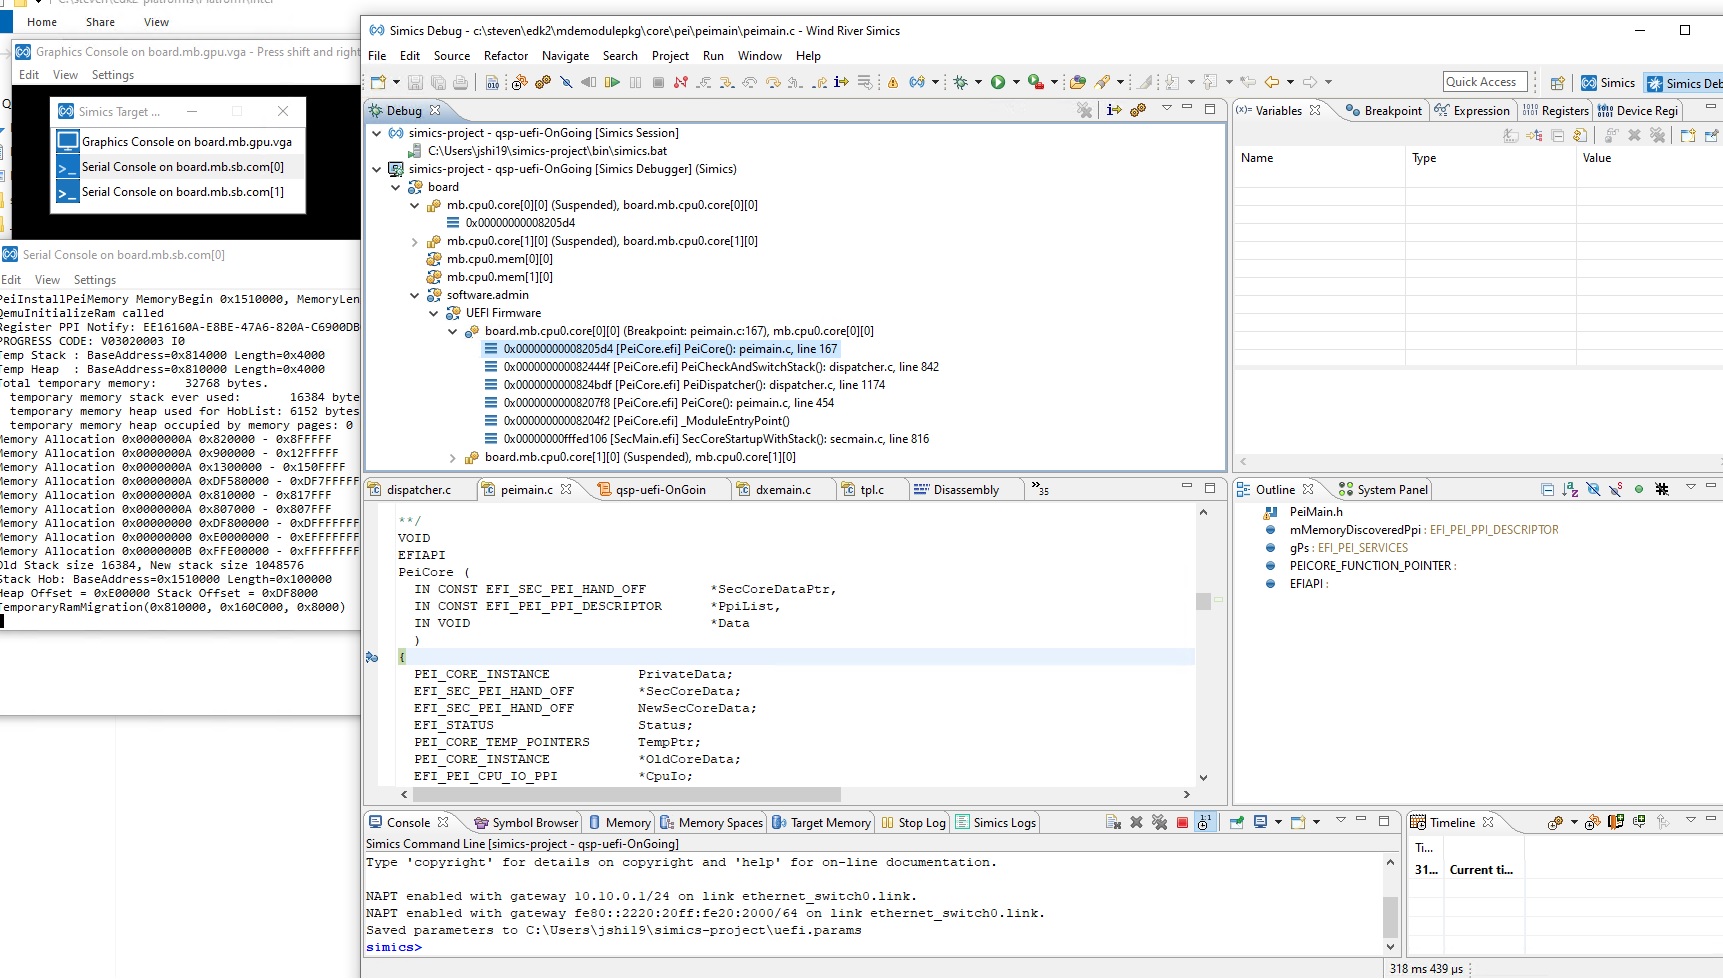 Home Share View
Graphics Console on board.mb.gpu.vga - Press shift and right
Edit View Settings
Simics Target ...
Graphics Console on board.mb.gpu.vga
Serial Console on board.mb.sb.com[0]
Serial Console on board.mb.sb.com[1]
Serial Console on board.mb.sb.com[0]
Edit View Settings
PeiInstallPeiMemory MemoryBegin 0x1510000, MemoryLen
QemuInitializeRam called
Register PPI Notify: EE16160A-E8BE-47A6-820A-C6900DB
PROGRESS CODE: V03020003 I0
Temp Stack : BaseAddress=0x814000 Length=0x4000
Temp Heap  : BaseAddress=0x810000 Length=0x4000
Total temporary memory:    32768 bytes.
temporary memory stack ever used:       16384 byte
temporary memory heap used for HobList: 6152 bytes
temporary memory heap occupied by memory pages: 0
Memory Allocation 0x0000000A 0x820000 - 0x8FFFFF
Memory Allocation 0x0000000A 0x900000 - 0x12FFFFF
Memory Allocation 0x0000000A 0x1300000 - 0x150FFFF
Memory Allocation 0x0000000A 0xDF580000 - 0xDF7FFFFF
Memory Allocation 0x0000000A 0x810000 - 0x817FFF
Memory Allocation 0x0000000A 0x807000 - 0x807FFF
Memory Allocation 0x00000000 0xDF800000 - 0xDFFFFFFF
Memory Allocation 0x00000000 0xE0000000 - 0xEFFFFFFF
Memory Allocation 0x0000000B 0xFFE00000 - 0xFFFFFFFF
Old Stack size 16384, New stack size 1048576
Stack Hob: BaseAddress=0x1510000 Length=0x100000
Heap Offset = 0xE00000 Stack Offset = 0xDF8000
TemporaryRamMigration(0x810000, 0x160C000, 0x8000)
Simics Debug - c:\steven\edk2\mdemodulepkg\core\pei\peimain\peimain.c - Wind River Simics
File Edit Source Refactor Navigate Search Project Run Window Help
Quick Access Simics Simics Deb
Debug
simics-project - qsp-uefi-OnGoing [Simics Session]
C:\Users\jshi19\simics-project\bin\simics.bat
simics-project - qsp-uefi-OnGoing [Simics Debugger] (Simics)
board
mb.cpu0.core[0][0] (Suspended), board.mb.cpu0.core[0][0]
0x00000000008205d4
mb.cpu0.core[1][0] (Suspended), board.mb.cpu0.core[1][0]
mb.cpu0.mem[0][0]
mb.cpu0.mem[1][0]
software.admin
UEFI Firmware
board.mb.cpu0.core[0][0] (Breakpoint: peimain.c:167), mb.cpu0.core[0][0]
0x00000000008205d4 [PeiCore.efi] PeiCore(): peimain.c, line 167
0x000000000082444f [PeiCore.efi] PeiCheckAndSwitchStack(): dispatcher.c, line 842
0x0000000000824bdf [PeiCore.efi] PeiDispatcher(): dispatcher.c, line 1174
0x00000000008207f8 [PeiCore.efi] PeiCore(): peimain.c, line 454
0x00000000008204f2 [PeiCore.efi] _ModuleEntryPoint()
0x00000000fffed106 [SecMain.efi] SecCoreStartupWithStack(): secmain.c, line 816
board.mb.cpu0.core[1][0] (Suspended), mb.cpu0.core[1][0]
Variables Breakpoint Expression Registers Device Regi
Name Type Value
dispatcher.c peimain.c qsp-uefi-OnGoin dxemain.c tpl.c Disassembly 35
**/
VOID
EFIAPI
PeiCore (
IN CONST EFI_SEC_PEI_HAND_OFF        *SecCoreDataPtr,
IN CONST EFI_PEI_PPI_DESCRIPTOR      *PpiList,
IN VOID                              *Data
)
{
PEI_CORE_INSTANCE           PrivateData;
EFI_SEC_PEI_HAND_OFF        *SecCoreData;
EFI_SEC_PEI_HAND_OFF        NewSecCoreData;
EFI_STATUS                  Status;
PEI_CORE_TEMP_POINTERS      TempPtr;
PEI_CORE_INSTANCE           *OldCoreData;
EFI_PEI_CPU_IO_PPI          *CpuIo;
Outline System Panel
PeiMain.h
mMemoryDiscoveredPpi : EFI_PEI_PPI_DESCRIPTOR
gPs : EFI_PEI_SERVICES
PEICORE_FUNCTION_POINTER :
EFIAPI :
Console Symbol Browser Memory Memory Spaces Target Memory Stop Log Simics Logs
Simics Command Line [simics-project - qsp-uefi-OnGoing]
Type 'copyright' for details on copyright and 'help' for on-line documentation.
NAPT enabled with gateway 10.10.0.1/24 on link ethernet_switch0.link.
NAPT enabled with gateway fe80::2220:20ff:fe20:2000/64 on link ethernet_switch0.link.
Saved parameters to C:\Users\jshi19\simics-project\uefi.params
simics>
Timeline
Ti...
31... Current ti...
318 ms 439 µs